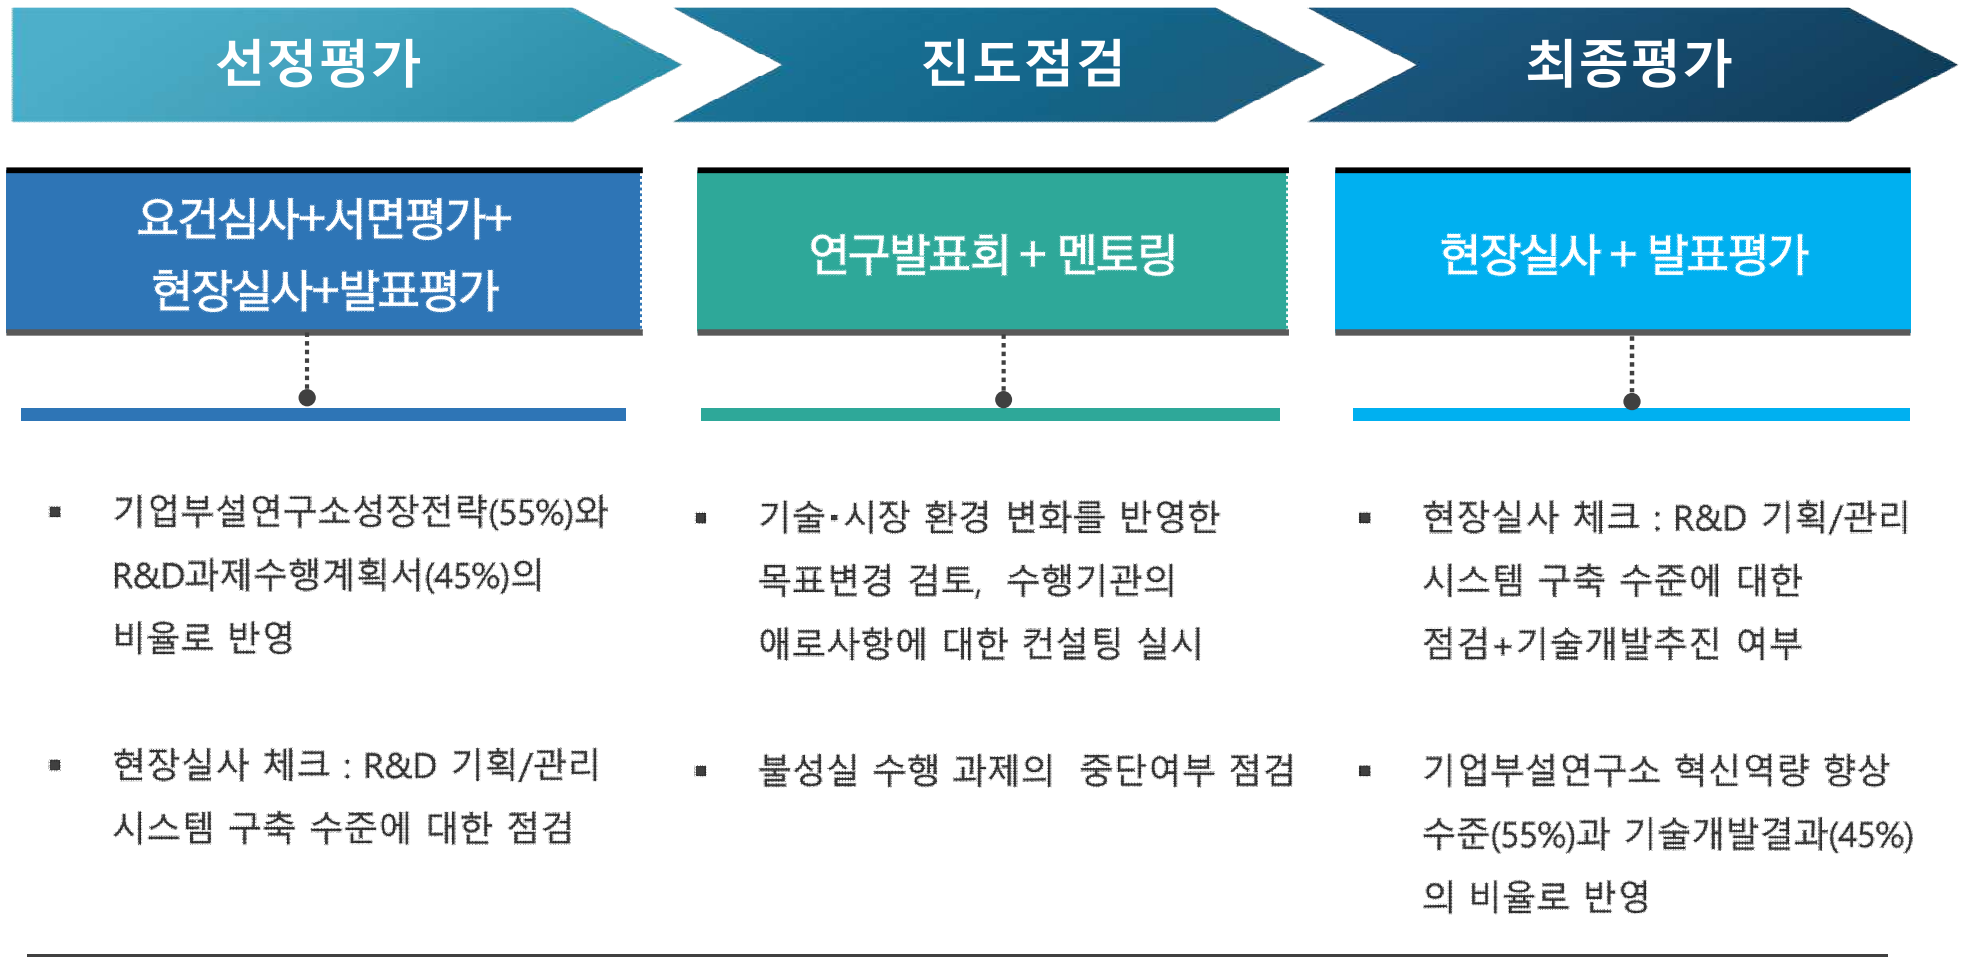 선정평가
진도점검
최종평가
요건심사+서면평가+
현장실사+발표평가
연구발표회 + 멘토링
현장실사 + 발표평가
▪ 기업부설연구소성장전략(55%)와
R&D과제수행계획서(45%)의
비율로 반영
▪ 현장실사 체크 : R&D 기획/관리
시스템 구축 수준에 대한 점검
▪ 기술·시장 환경 변화를 반영한
목표변경 검토, 수행기관의
애로사항에 대한 컨설팅 실시
▪ 불성실 수행 과제의 중단여부 점검
▪ 현장실사 체크 : R&D 기획/관리
시스템 구축 수준에 대한
점검+기술개발추진 여부
▪ 기업부설연구소 혁신역량 향상
수준(55%)과 기술개발결과(45%)
의 비율로 반영